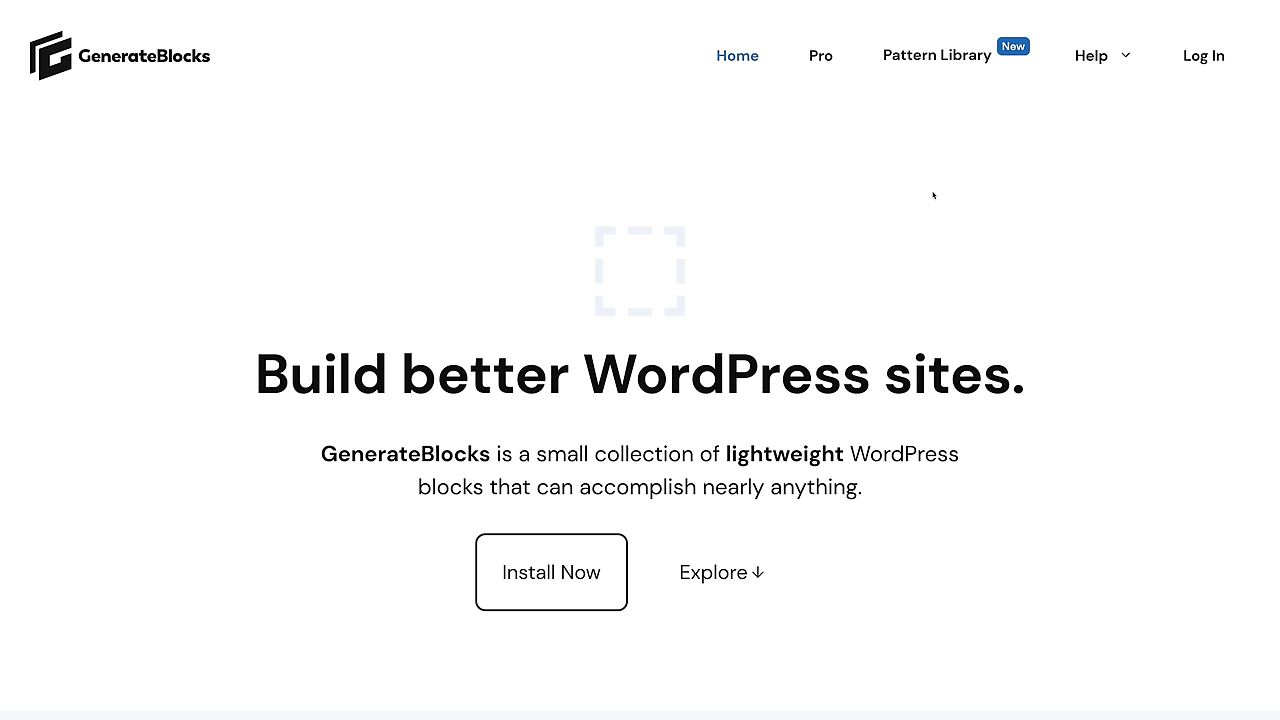 GenerateBlocks
Home
Pro
Pattern Library
New
Help
Log In
Build better WordPress sites.
GenerateBlocks is a small collection of lightweight WordPress
blocks that can accomplish nearly anything.
Install Now
Explore ↓